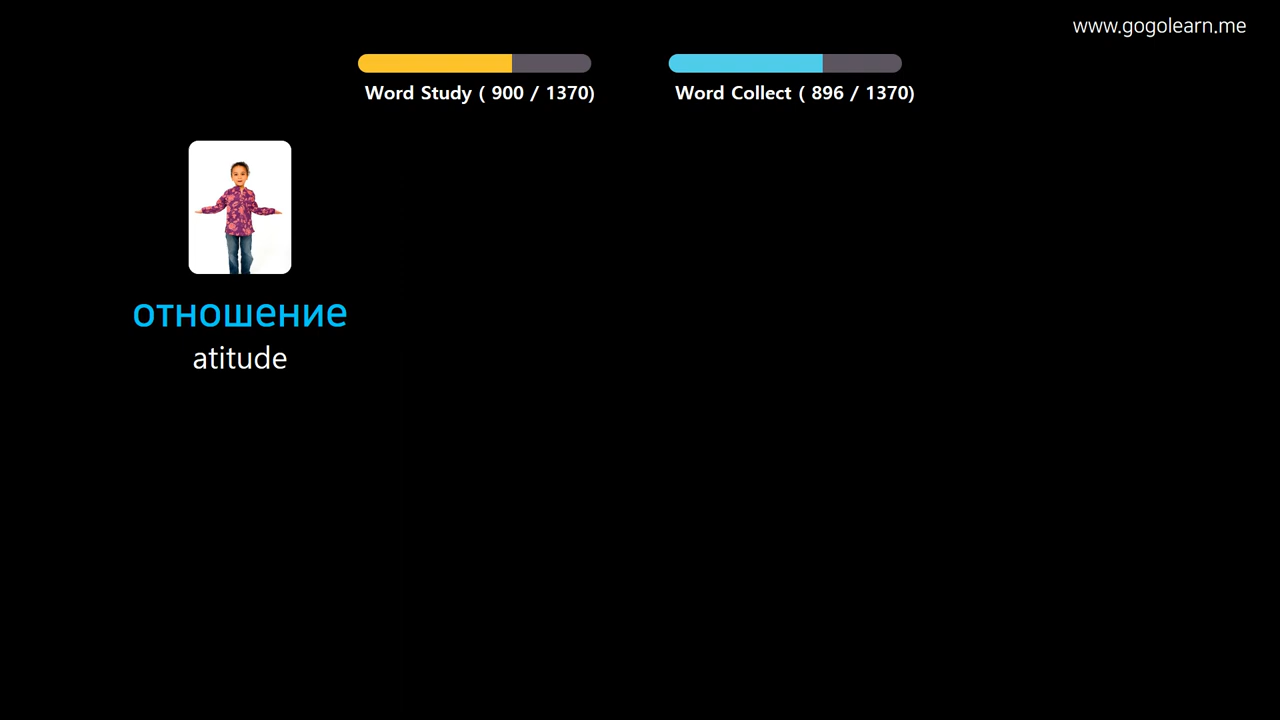 www.gogolearn.me
Word Study ( 900 / 1370)
Word Collect ( 896 / 1370)
отношение
atitude